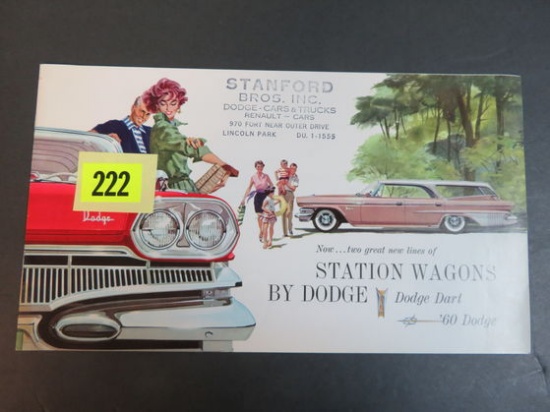 STANFORD
BROS. INC.
DODGE-CARS & TRUCKS
RENAULT - CARS
970 FORT NEAR OUTER DRIVE
LINCOLN PARK DU. 1-1558
222
Dodge
Now...two great new lines of
STATION WAGONS
BY DODGE Dodge Dart
'60 Dodge